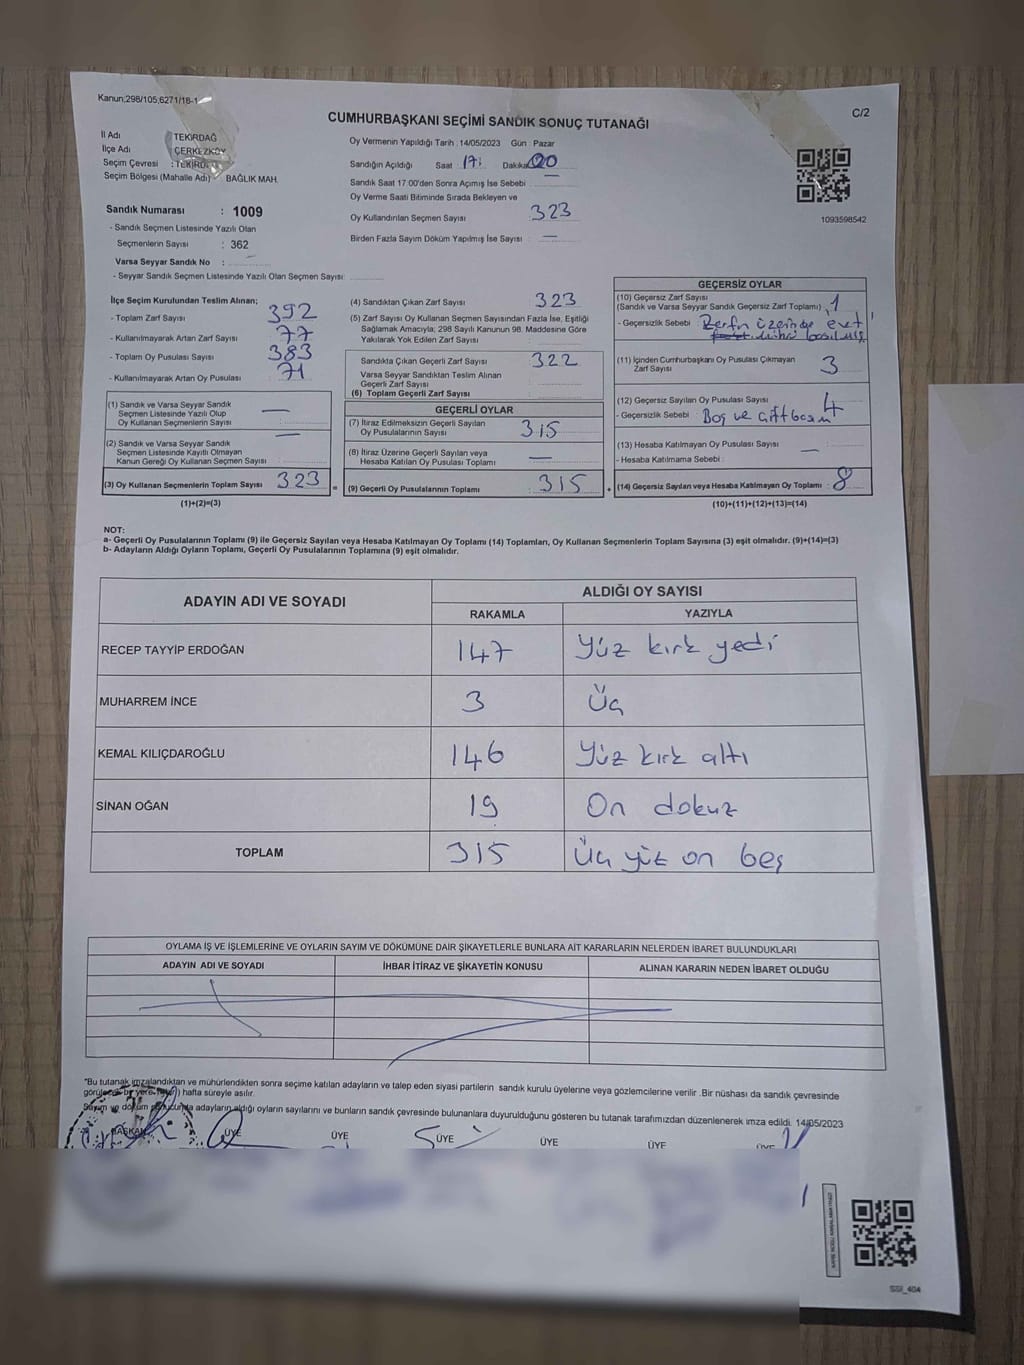 Kanun;298/105;6271/18-1
C/2
CUMHURBAŞKANI SEÇİMİ SANDIK SONUÇ TUTANAĞI
İl Adı : TEKİRDAĞ
İlçe Adı : ÇERKEZKÖY
Seçim Çevresi : TEKİRDAĞ
Seçim Bölgesi (Mahalle Adı) : BAĞLIK MAH.
Oy Vermenin Yapıldığı Tarih : 14/05/2023 Gün : Pazar
Sandığın Açıldığı Saat 17: Dakika 00
Sandık Saat 17:00'den Sonra Açımış İse Sebebi : —
Oy Verme Saati Bitiminde Sırada Bekleyen ve
Oy Kullandırılan Seçmen Sayısı : 323
Birden Fazla Sayım Döküm Yapılmış İse Sayısı : —
1093598542
Sandık Numarası : 1009
- Sandık Seçmen Listesinde Yazılı Olan
Seçmenlerin Sayısı : 362
Varsa Seyyar Sandık No : —
- Seyyar Sandık Seçmen Listesinde Yazılı Olan Seçmen Sayısı:
İlçe Seçim Kurulundan Teslim Alınan;
- Toplam Zarf Sayısı : 392
- Kullanılmayarak Artan Zarf Sayısı : 77
- Toplam Oy Pusulası Sayısı : 383
- Kullanılmayarak Artan Oy Pusulası : 71
(1) Sandık ve Varsa Seyyar Sandık
Seçmen Listesinde Yazılı Olup
Oy Kullanan Seçmenlerin Sayısı : —
(2) Sandık ve Varsa Seyyar Sandık
Seçmen Listesinde Kayıtlı Olmayan
Kanun Gereği Oy Kullanan Seçmen Sayısı : —
(3) Oy Kullanan Seçmenlerin Toplam Sayısı : 323
(1)+(2)=(3)
(4) Sandıktan Çıkan Zarf Sayısı : 323
(5) Zarf Sayısı Oy Kullanan Seçmen Sayısından Fazla İse, Eşitliği
Sağlamak Amacıyla; 298 Sayılı Kanunun 98. Maddesine Göre
Yakılarak Yok Edilen Zarf Sayısı :
Sandıkta Çıkan Geçerli Zarf Sayısı : 322
Varsa Seyyar Sandıktan Teslim Alınan
Geçerli Zarf Sayısı :
(6) Toplam Geçerli Zarf Sayısı :
GEÇERLİ OYLAR
(7) İtiraz Edilmeksizin Geçerli Sayılan
Oy Pusulalarının Sayısı : 315
(8) İtiraz Üzerine Geçerli Sayılan veya
Hesaba Katılan Oy Pusulası Toplamı : —
= (9) Geçerli Oy Pusulalarının Toplamı : 315
GEÇERSİZ OYLAR
(10) Geçersiz Zarf Sayısı
(Sandık ve Varsa Seyyar Sandık Geçersiz Zarf Toplamı) : 1
- Geçersizlik Sebebi : Zarfın üzerinde evet
basılmış
(11) İçinden Cumhurbaşkanı Oy Pusulası Çıkmayan
Zarf Sayısı : 3
(12) Geçersiz Sayılan Oy Pusulası Sayısı : 4
- Geçersizlik Sebebi : Boş ve çift basım
(13) Hesaba Katılmayan Oy Pusulası Sayısı : —
- Hesaba Katılmama Sebebi :
+ (14) Geçersiz Sayılan veya Hesaba Katılmayan Oy Toplamı : 8
(10)+(11)+(12)+(13)=(14)
NOT:
a- Geçerli Oy Pusulalarının Toplamı (9) ile Geçersiz Sayılan veya Hesaba Katılmayan Oy Toplamı (14) Toplamları, Oy Kullanan Seçmenlerin Toplam Sayısına (3) eşit olmalıdır. (9)+(14)=(3)
b- Adayların Aldığı Oyların Toplamı, Geçerli Oy Pusulalarının Toplamına (9) eşit olmalıdır.
ADAYIN ADI VE SOYADI
ALDIĞI OY SAYISI
RAKAMLA YAZIYLA
RECEP TAYYİP ERDOĞAN 147 Yüz kırk yedi
MUHARREM İNCE 3 Üç
KEMAL KILIÇDAROĞLU 146 Yüz kırk altı
SİNAN OĞAN 19 On dokuz
TOPLAM 315 Üç yüz on beş
OYLAMA İŞ VE İŞLEMLERİNE VE OYLARIN SAYIM VE DÖKÜMÜNE DAİR ŞİKAYETLERLE BUNLARA AİT KARARLARIN NELERDEN İBARET BULUNDUKLARI
ADAYIN ADI VE SOYADI İHBAR İTİRAZ VE ŞİKAYETİN KONUSU ALINAN KARARIN NEDEN İBARET OLDUĞU
"Bu tutanak imzalandıktan ve mühürlendikten sonra seçime katılan adayların ve talep eden siyasi partilerin sandık kurulu üyelerine veya gözlemcilerine verilir. Bir nüshası da sandık çevresinde
görülecek bir yere hafta süreyle asılır.
Sayım ve döküm sonucunda adayların aldığı oyların sayılarını ve bunların sandık çevresinde bulunanlara duyurulduğunu gösteren bu tutanak tarafımızdan düzenlenerek imza edildi. 14/05/2023
BAŞKAN ÜYE ÜYE ÜYE ÜYE ÜYE ÜYE
SSI_404